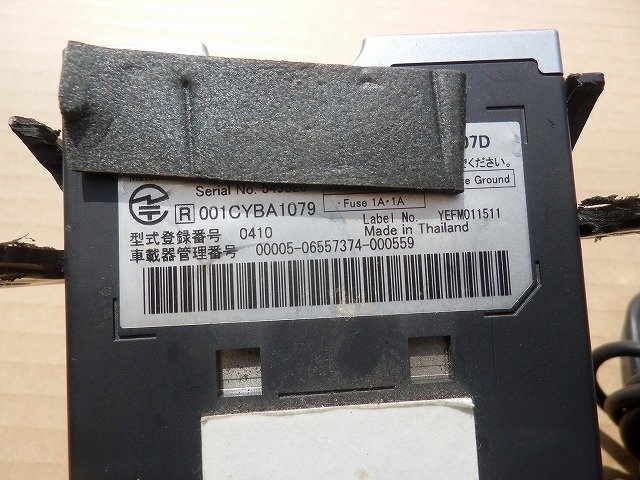 07D
ください。
Serial No.
Ground
Fuse 1A・1A
R 001CYBA1079
Label No. YEFM011511
型式登録番号 0410
Made in Thailand
車載器管理番号 00005-06557374-000559